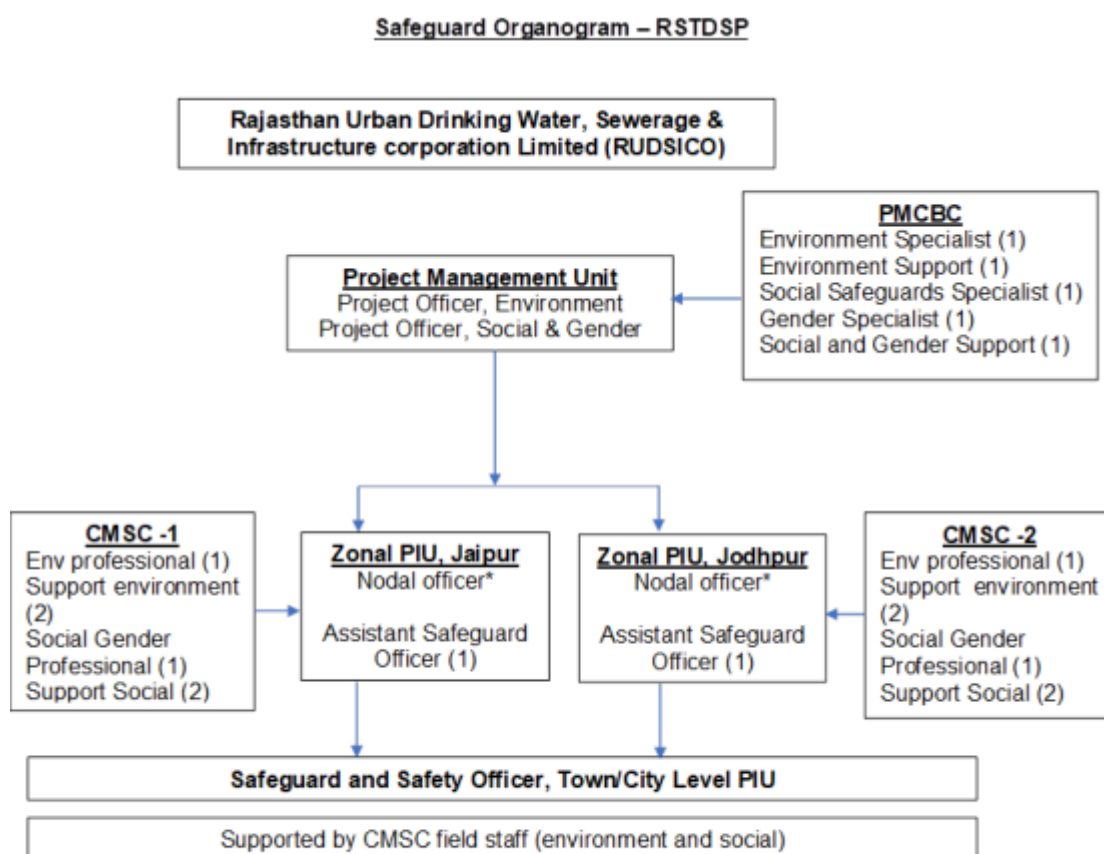 Safeguard Organogram – RSTDSP
Rajasthan Urban Drinking Water, Sewerage &
Infrastructure corporation Limited (RUDSICO)
PMCBC
Environment Specialist (1)
Environment Support (1)
Social Safeguards Specialist (1)
Gender Specialist (1)
Social and Gender Support (1)
Project Management Unit
Project Officer, Environment
Project Officer, Social & Gender
CMSC -1
Env professional (1)
Support environment
(2)
Social Gender
Professional (1)
Support Social (2)
Zonal PIU, Jaipur
Nodal officer*
Assistant Safeguard
Officer (1)
Zonal PIU, Jodhpur
Nodal officer*
Assistant Safeguard
Officer (1)
CMSC -2
Env professional (1)
Support environment
(2)
Social Gender
Professional (1)
Support Social (2)
Safeguard and Safety Officer, Town/City Level PIU
Supported by CMSC field staff (environment and social)